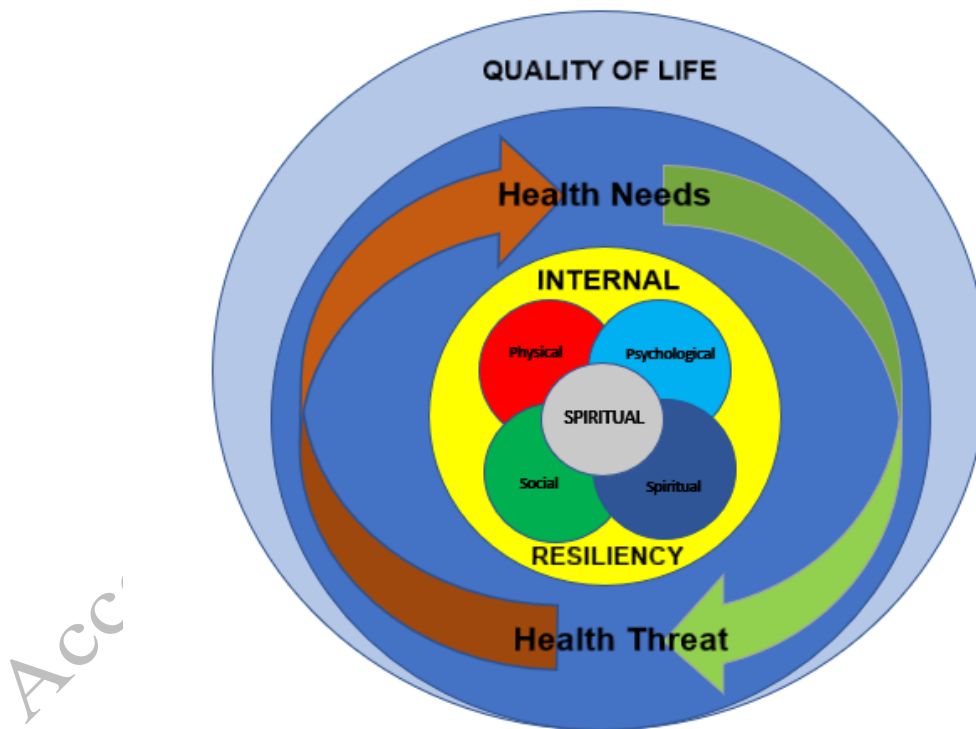 QUALITY OF LIFE
Health Needs
INTERNAL
Physical
Psychological
SPIRITUAL
Social
Spiritual
RESILIENCY
Health Threat